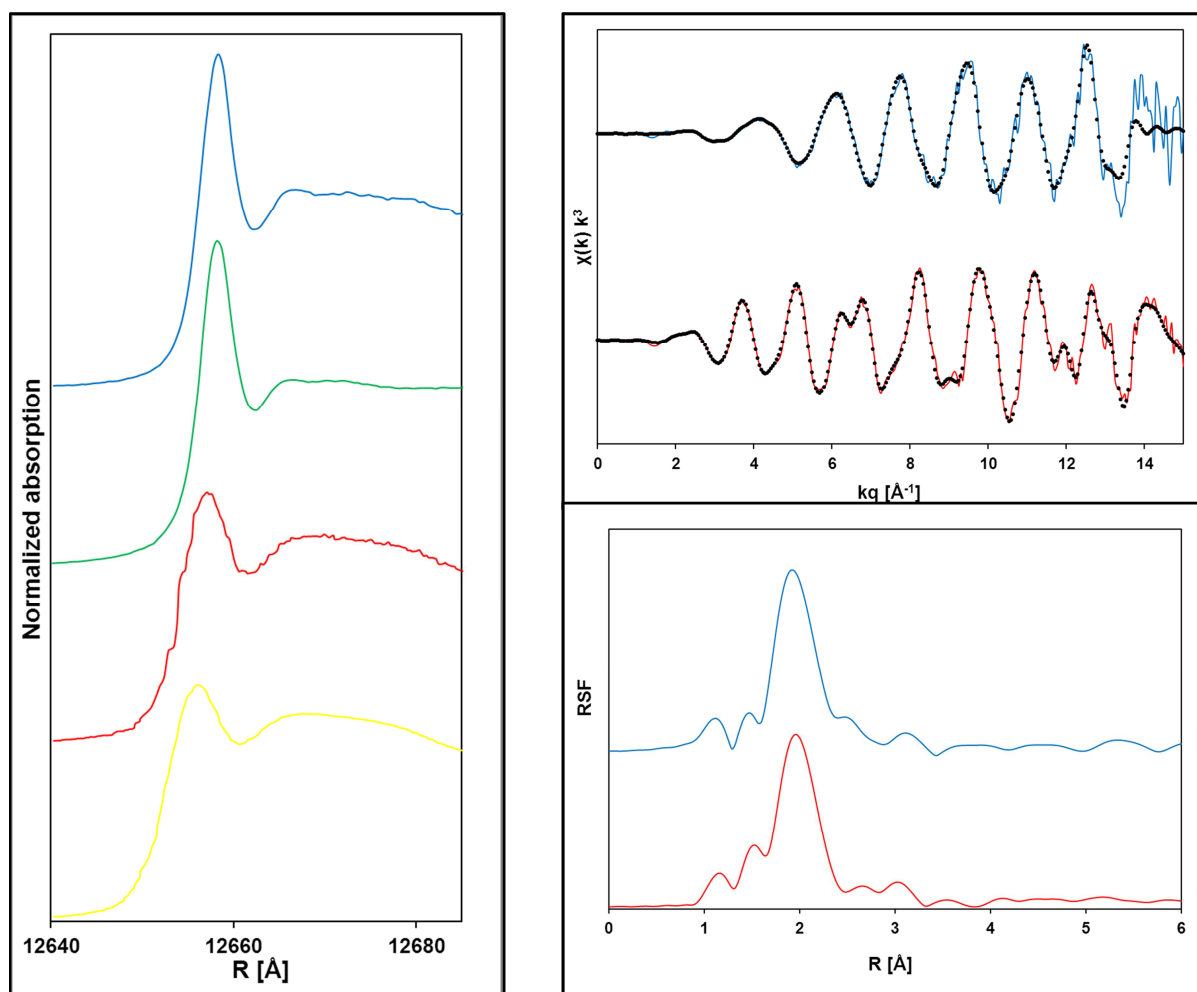 Normalized absorption
12640 12660 12680
R [Å]
χ(k) k³
0 2 4 6 8 10 12 14
kq [Å⁻¹]
RSF
0 1 2 3 4 5 6
R [Å]